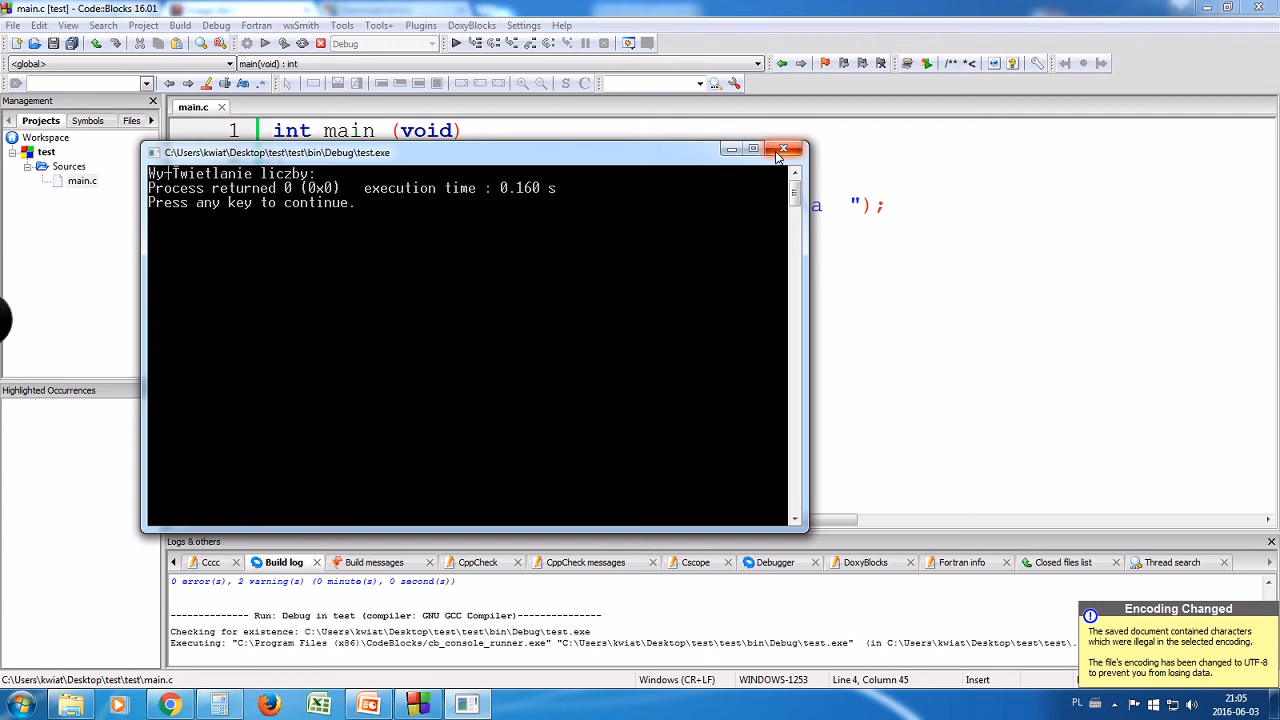 main.c [test] - Code::Blocks 16.01
File Edit View Search Project Build Debug Fortran wxSmith Tools Tools+ Plugins DoxyBlocks Settings Help
Debug
<global> main(void) : int
/** *<
S C
Management
main.c
Projects Symbols Files
1 int main (void)
Workspace
test
Sources
main.c
C:\Users\kwiat\Desktop\test\test\bin\Debug\test.exe
Wy┼Ťwietlanie liczby:
Process returned 0 (0x0) execution time : 0.160 s
Press any key to continue.
a ");
Highlighted Occurrences
Logs & others
Cccc Build log Build messages CppCheck CppCheck messages Cscope Debugger DoxyBlocks Fortran info Closed files list Thread search
0 error(s), 2 warning(s) (0 minute(s), 0 second(s))
-------------- Run: Debug in test (compiler: GNU GCC Compiler)---------------
Checking for existence: C:\Users\kwiat\Desktop\test\test\bin\Debug\test.exe
Executing: "C:\Program Files (x86)\CodeBlocks/cb_console_runner.exe" "C:\Users\kwiat\Desktop\test\test\bin\Debug\test.exe" (in C:\Users\kwiat\Desktop\test\test\.
Encoding Changed
The saved document contained characters
which were illegal in the selected encoding.
The file's encoding has been changed to UTF-8
to prevent you from losing data.
C:\Users\kwiat\Desktop\test\test\main.c Windows (CR+LF) WINDOWS-1253 Line 4, Column 45 Insert
PL
21:05
2016-06-03